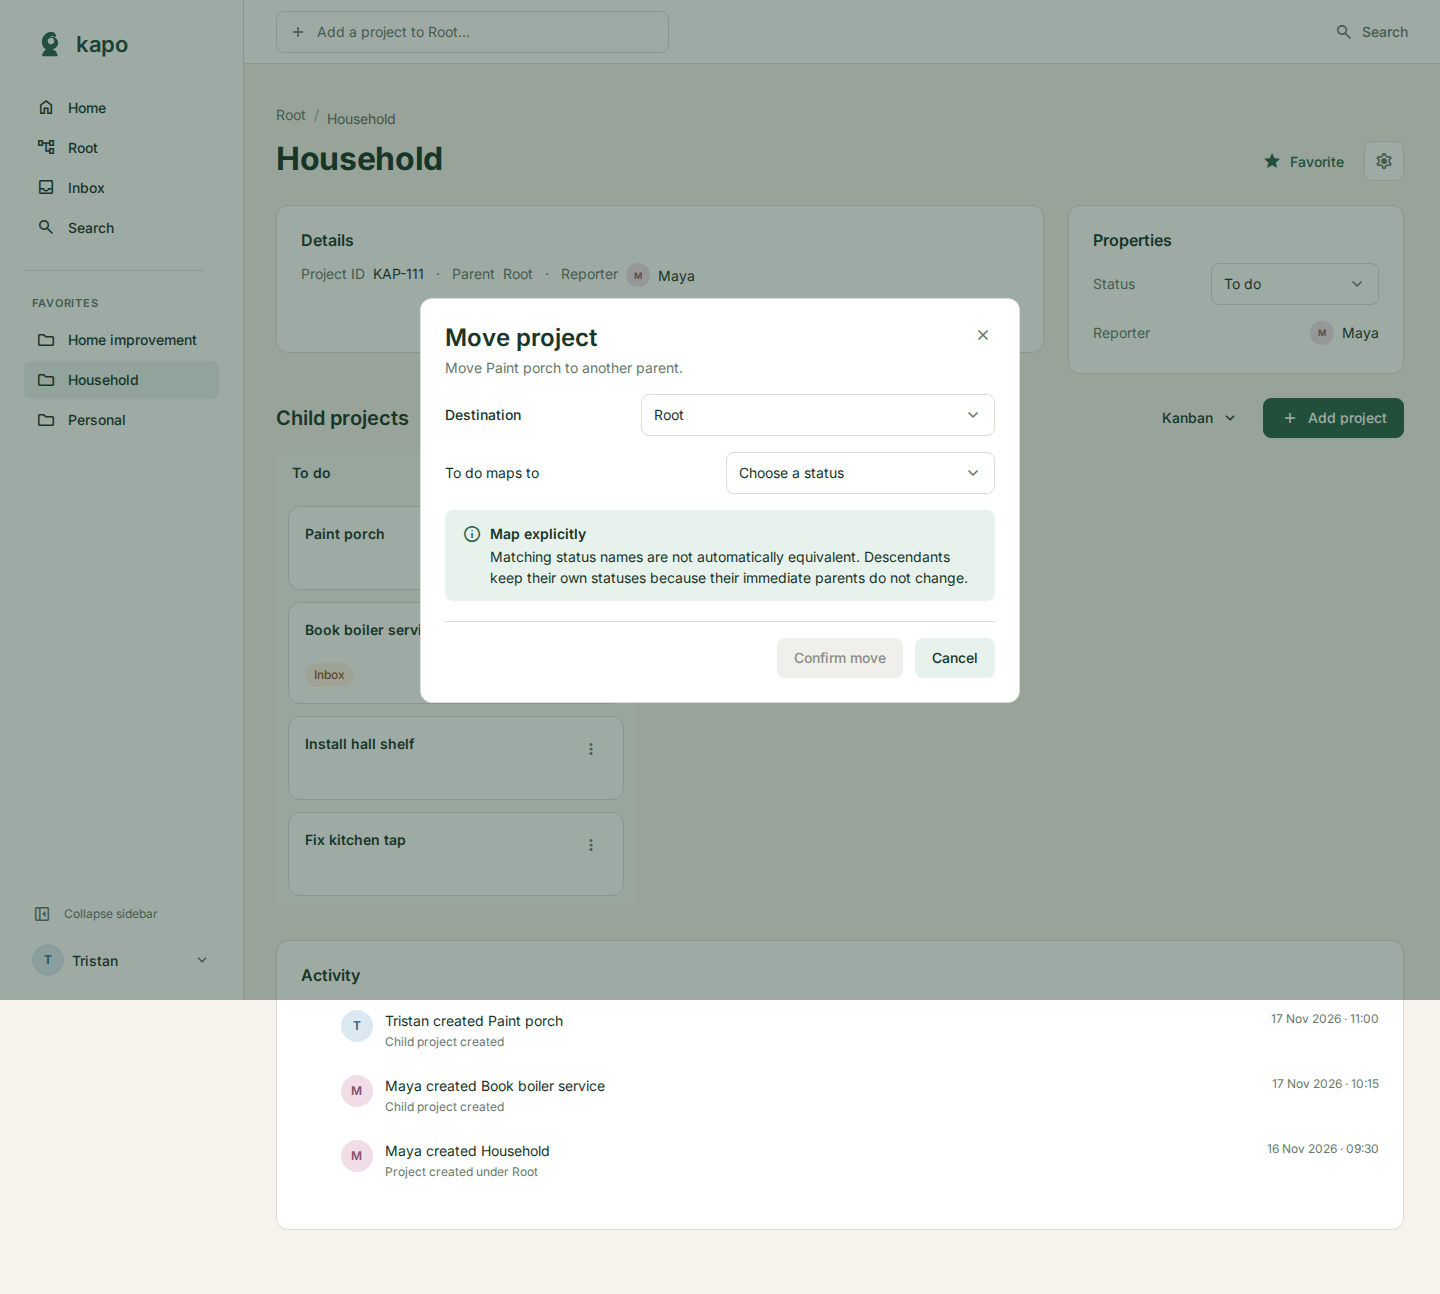 kapo
Add a project to Root...
Search
Home
Root
Inbox
Search
FAVORITES
Home improvement
Household
Personal
Collapse sidebar
T
Tristan
Root / Household
Household
Favorite
Details
Project ID KAP-111 · Parent Root · Reporter M Maya
Properties
Status
To do
Reporter
M Maya
Child projects
Kanban
Add project
To do
Paint porch
Book boiler servi
Inbox
Install hall shelf
Fix kitchen tap
Move project
Move Paint porch to another parent.
Destination
Root
To do maps to
Choose a status
Map explicitly
Matching status names are not automatically equivalent. Descendants
keep their own statuses because their immediate parents do not change.
Confirm move
Cancel
Activity
T
Tristan created Paint porch
17 Nov 2026 · 11:00
Child project created
M
Maya created Book boiler service
17 Nov 2026 · 10:15
Child project created
M
Maya created Household
16 Nov 2026 · 09:30
Project created under Root